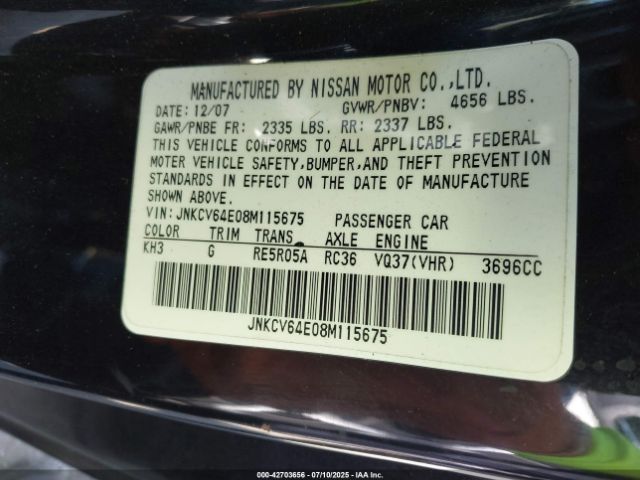 MANUFACTURED BY NISSAN MOTOR CO.,LTD.
DATE: 12/07 GVWR/PNBV: 4656 LBS.
GAWR/PNBE FR: 2335 LBS. RR: 2337 LBS.
THIS VEHICLE CONFORMS TO ALL APPLICABLE FEDERAL
MOTOR VEHICLE SAFETY,BUMPER,AND THEFT PREVENTION
STANDARDS IN EFFECT ON THE DATE OF MANUFACTURE
SHOWN ABOVE.
VIN:JNKCV64E08M115675 PASSENGER CAR
COLOR TRIM TRANS. AXLE ENGINE
KH3 G RE5R05A RC36 VQ37(VHR) 3696CC
JNKCV64E08M115675
000-42703656 - 07/10/2025 - IAA Inc.